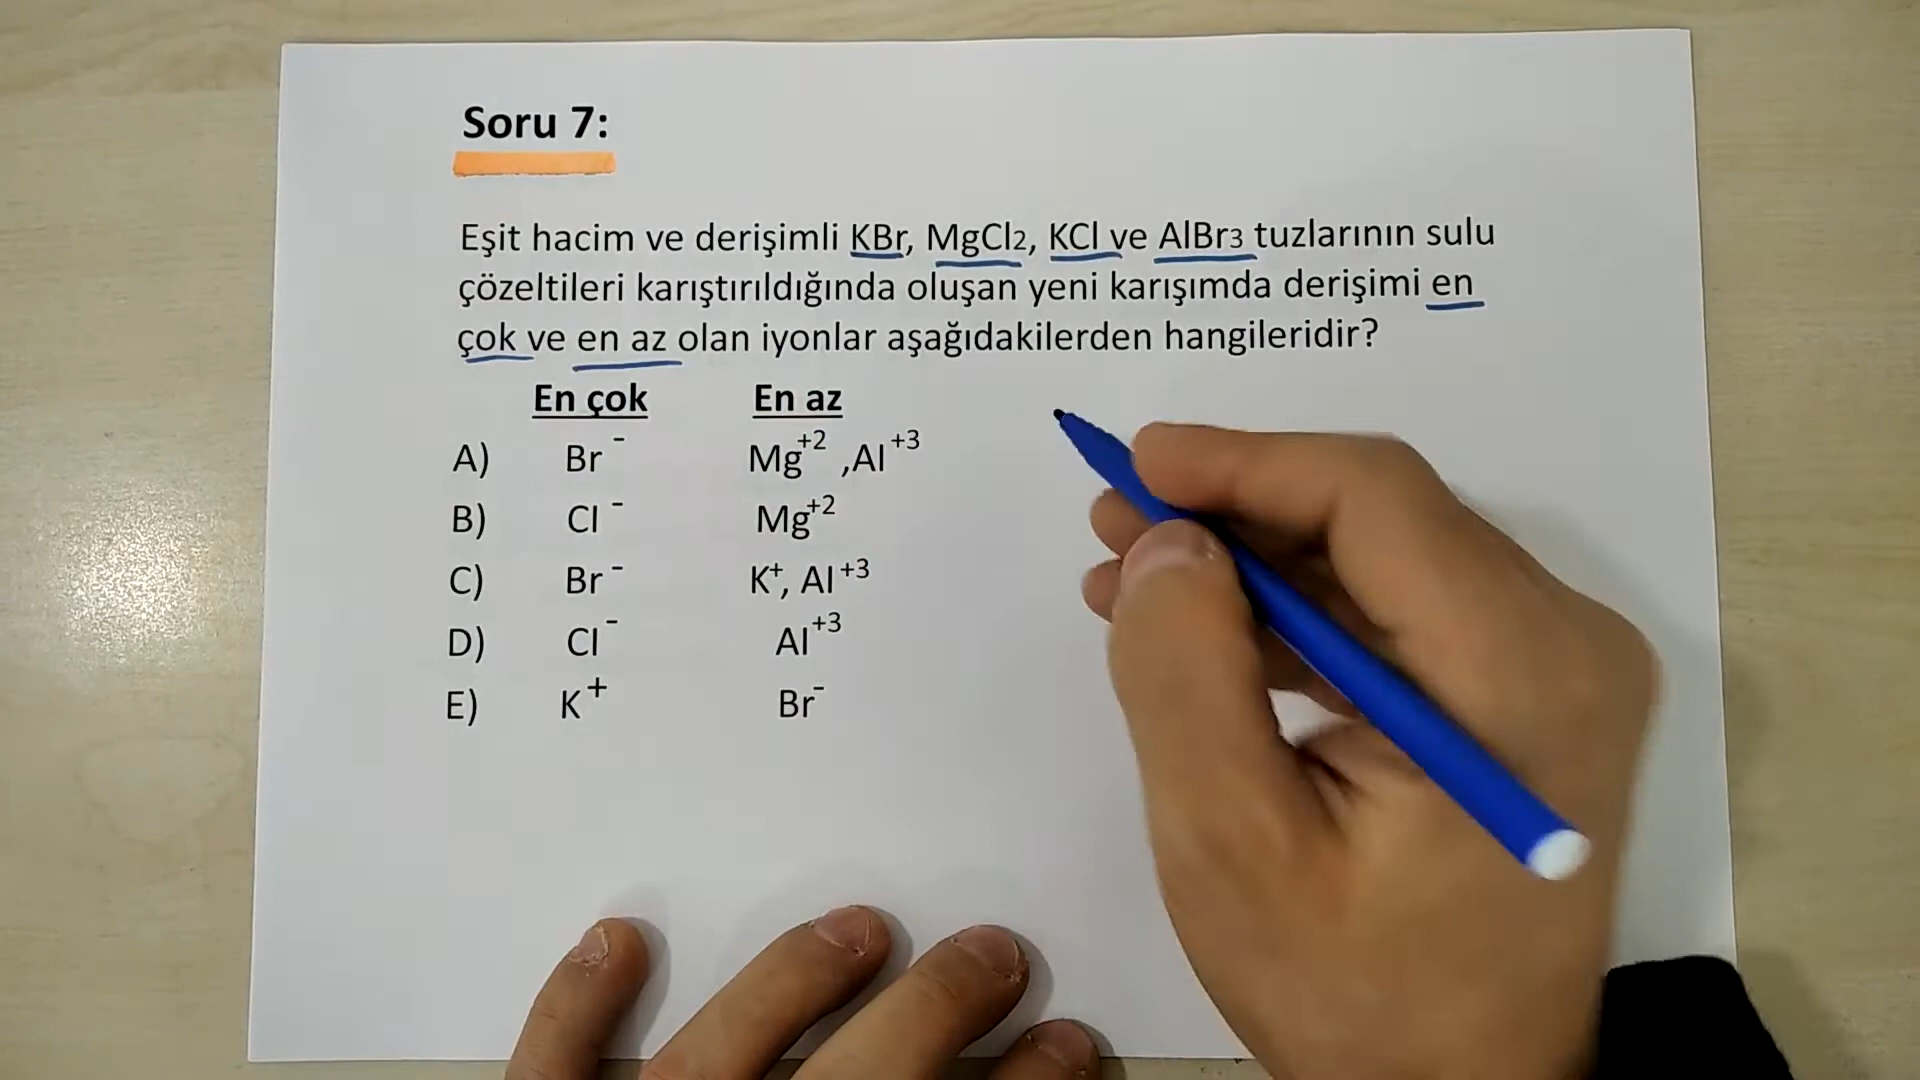 Soru 7:
Eşit hacim ve derişimli KBr, MgCl2, KCl ve AlBr3 tuzlarının sulu
çözeltileri karıştırıldığında oluşan yeni karışımda derişimi en
çok ve en az olan iyonlar aşağıdakilerden hangileridir?
En çok En az
A) Br⁻ Mg⁺² ,Al⁺³
B) Cl⁻ Mg⁺²
C) Br⁻ K⁺, Al⁺³
D) Cl⁻ Al⁺³
E) K⁺ Br⁻